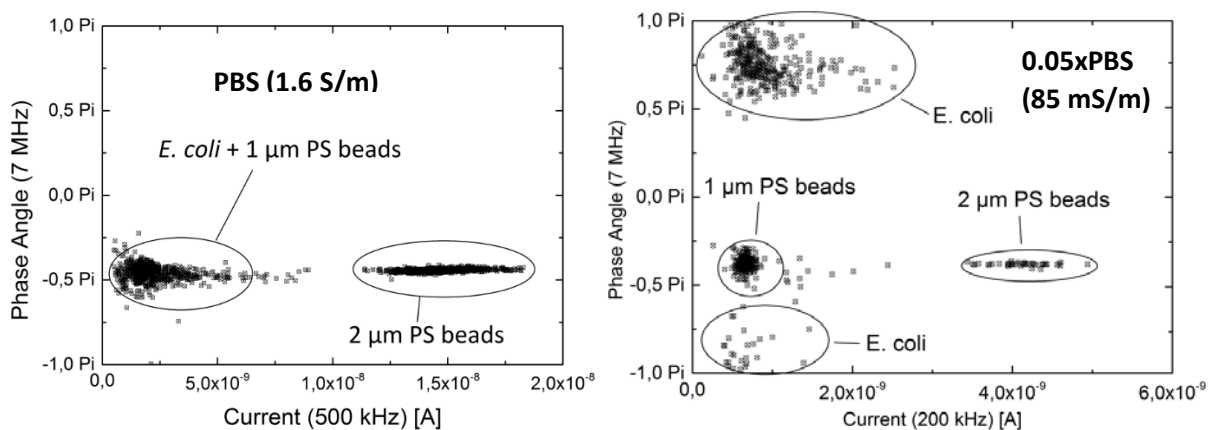 1,0 Pi
0,5 Pi
0,0 Pi
-0,5 Pi
-1,0 Pi
Phase Angle (7 MHz)
PBS (1.6 S/m)
E. coli + 1 µm PS beads
2 µm PS beads
0,0
5,0x10⁻⁹
1,0x10⁻⁸
1,5x10⁻⁸
2,0x10⁻⁸
Current (500 kHz) [A]
1,0 Pi
0,5 Pi
0,0 Pi
-0,5 Pi
-1,0 Pi
Phase Angle (7 MHz)
0.05xPBS
(85 mS/m)
E. coli
1 µm PS beads
2 µm PS beads
E. coli
0,0
2,0x10⁻⁹
4,0x10⁻⁹
6,0x10⁻⁹
Current (200 kHz) [A]